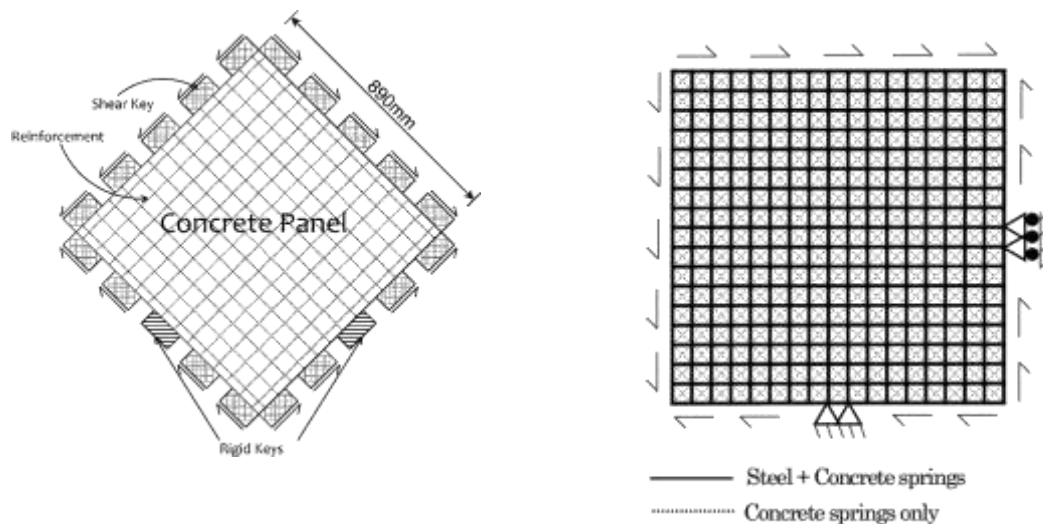 890mm
Shear Key
Reinforcement
Concrete Panel
Rigid Keys
Steel + Concrete springs
Concrete springs only